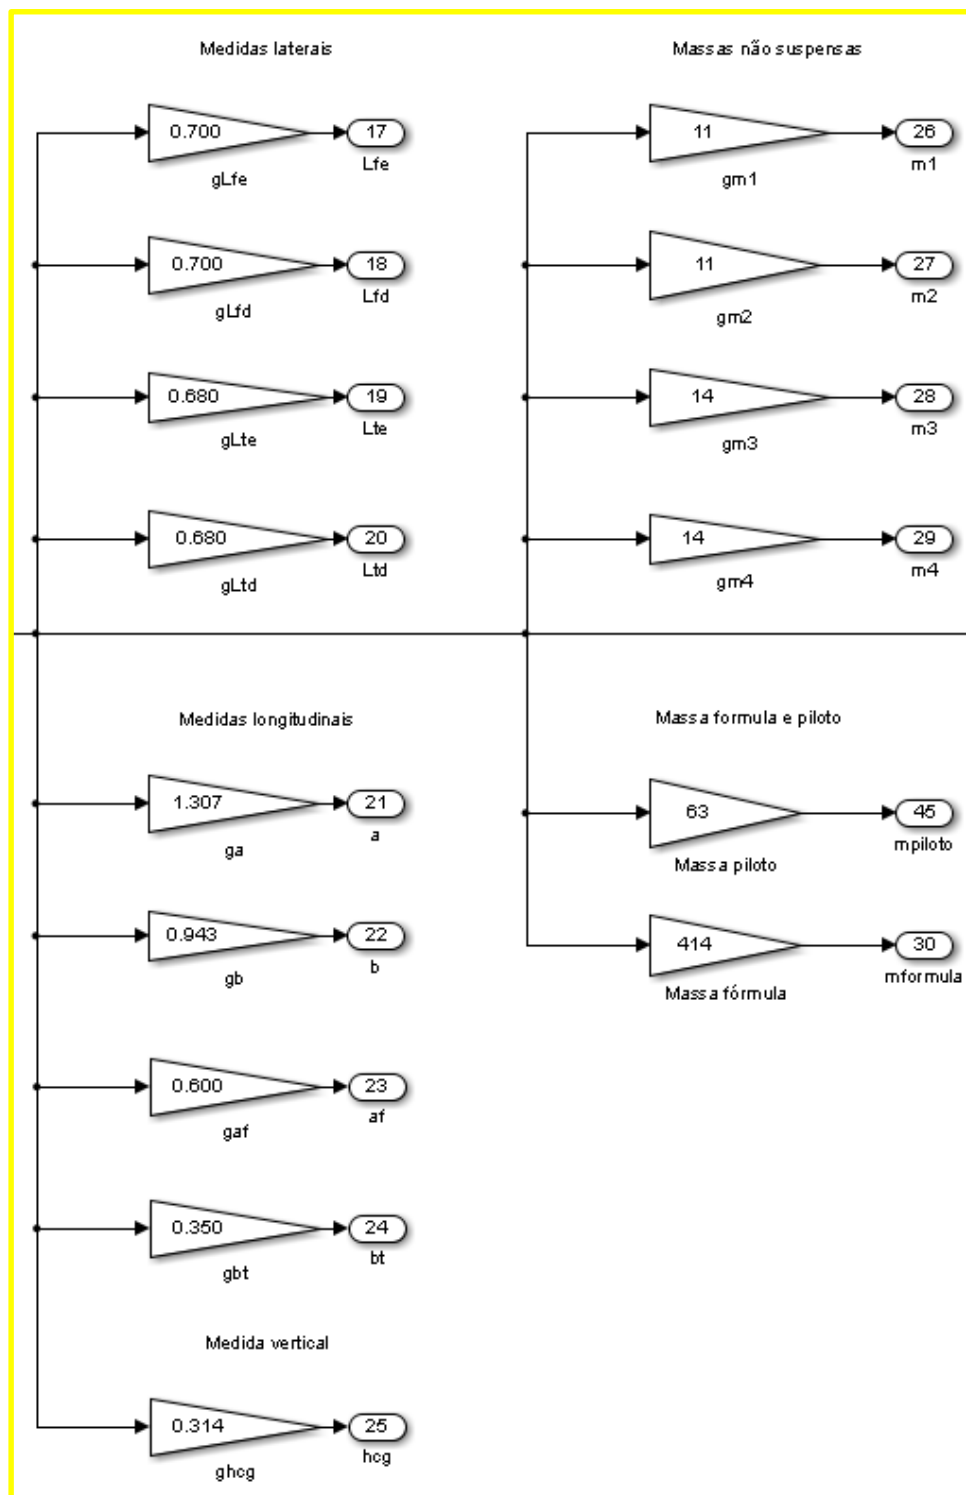 Medidas laterais
0.700
17
Lfe
gLfe
0.700
18
Lfd
gLfd
0.680
19
Lte
gLte
0.680
20
Ltd
gLtd
Massas não suspensas
11
26
m1
gm1
11
27
m2
gm2
14
28
m3
gm3
14
29
m4
gm4
Medidas longitudinais
1.307
21
a
ga
0.943
22
b
gb
0.600
23
af
gaf
0.350
24
bt
gbt
Massa formula e piloto
63
45
mpiloto
Massa piloto
414
30
mformula
Massa fórmula
Medida vertical
0.314
25
hcg
ghcg